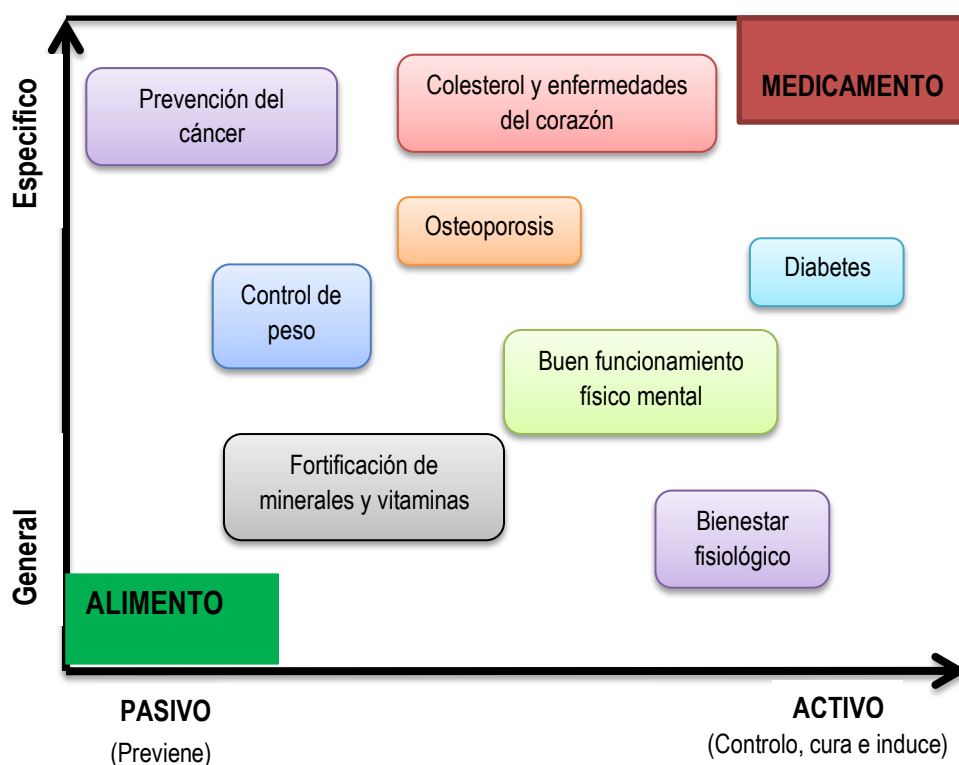 Especifico
General
Prevención del
cáncer
Colesterol y enfermedades
del corazón
MEDICAMENTO
Osteoporosis
Diabetes
Control de
peso
Buen funcionamiento
físico mental
Fortificación de
minerales y vitaminas
Bienestar
fisiológico
ALIMENTO
PASIVO
(Previene)
ACTIVO
(Controlo, cura e induce)